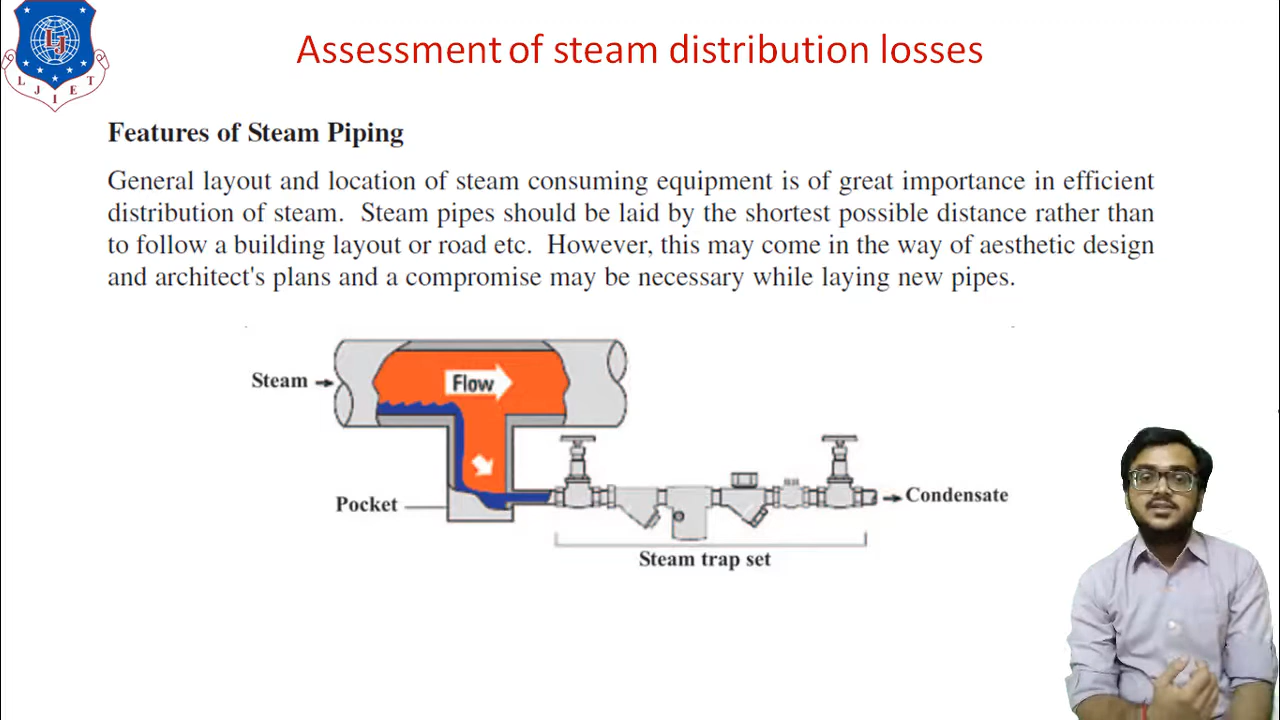 Assessment of steam distribution losses
LJ
L J I E T
Features of Steam Piping
General layout and location of steam consuming equipment is of great importance in efficient
distribution of steam. Steam pipes should be laid by the shortest possible distance rather than
to follow a building layout or road etc. However, this may come in the way of aesthetic design
and architect's plans and a compromise may be necessary while laying new pipes.
Steam
Flow
Pocket
Condensate
Steam trap set